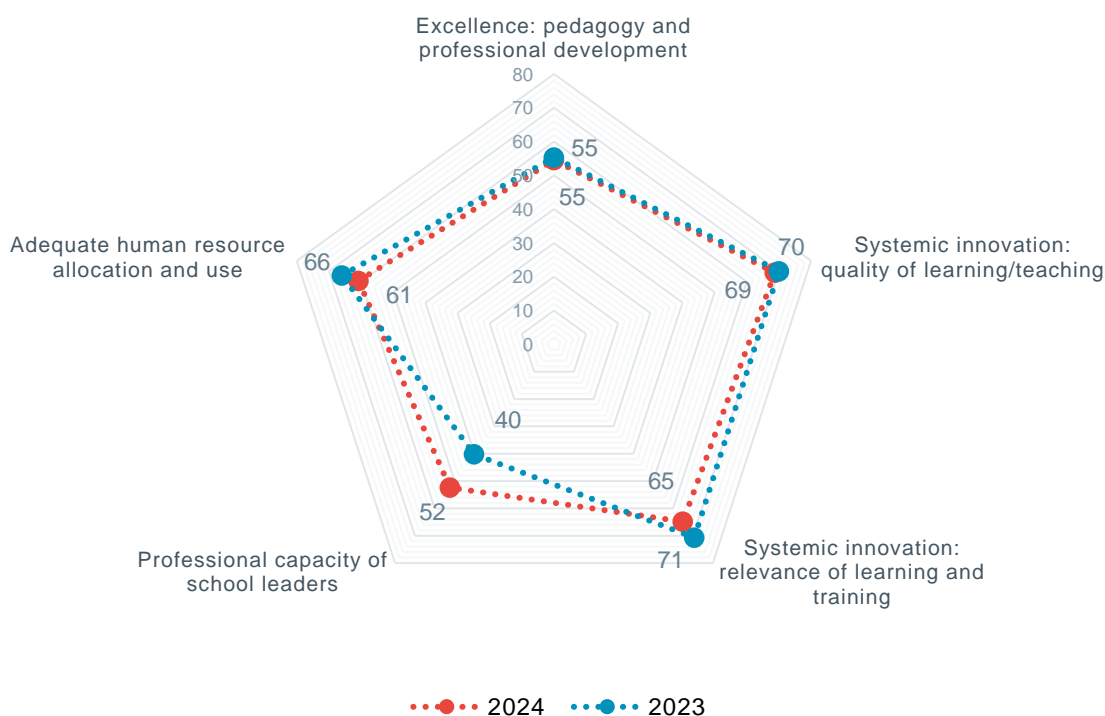 Excellence: pedagogy and
professional development
80
70
60
50
40
30
20
10
0
55
55
70
69
Systemic innovation:
quality of learning/teaching
Adequate human resource
allocation and use
66
61
40
65
52
71
Professional capacity of
school leaders
Systemic innovation:
relevance of learning and
training
2024
2023